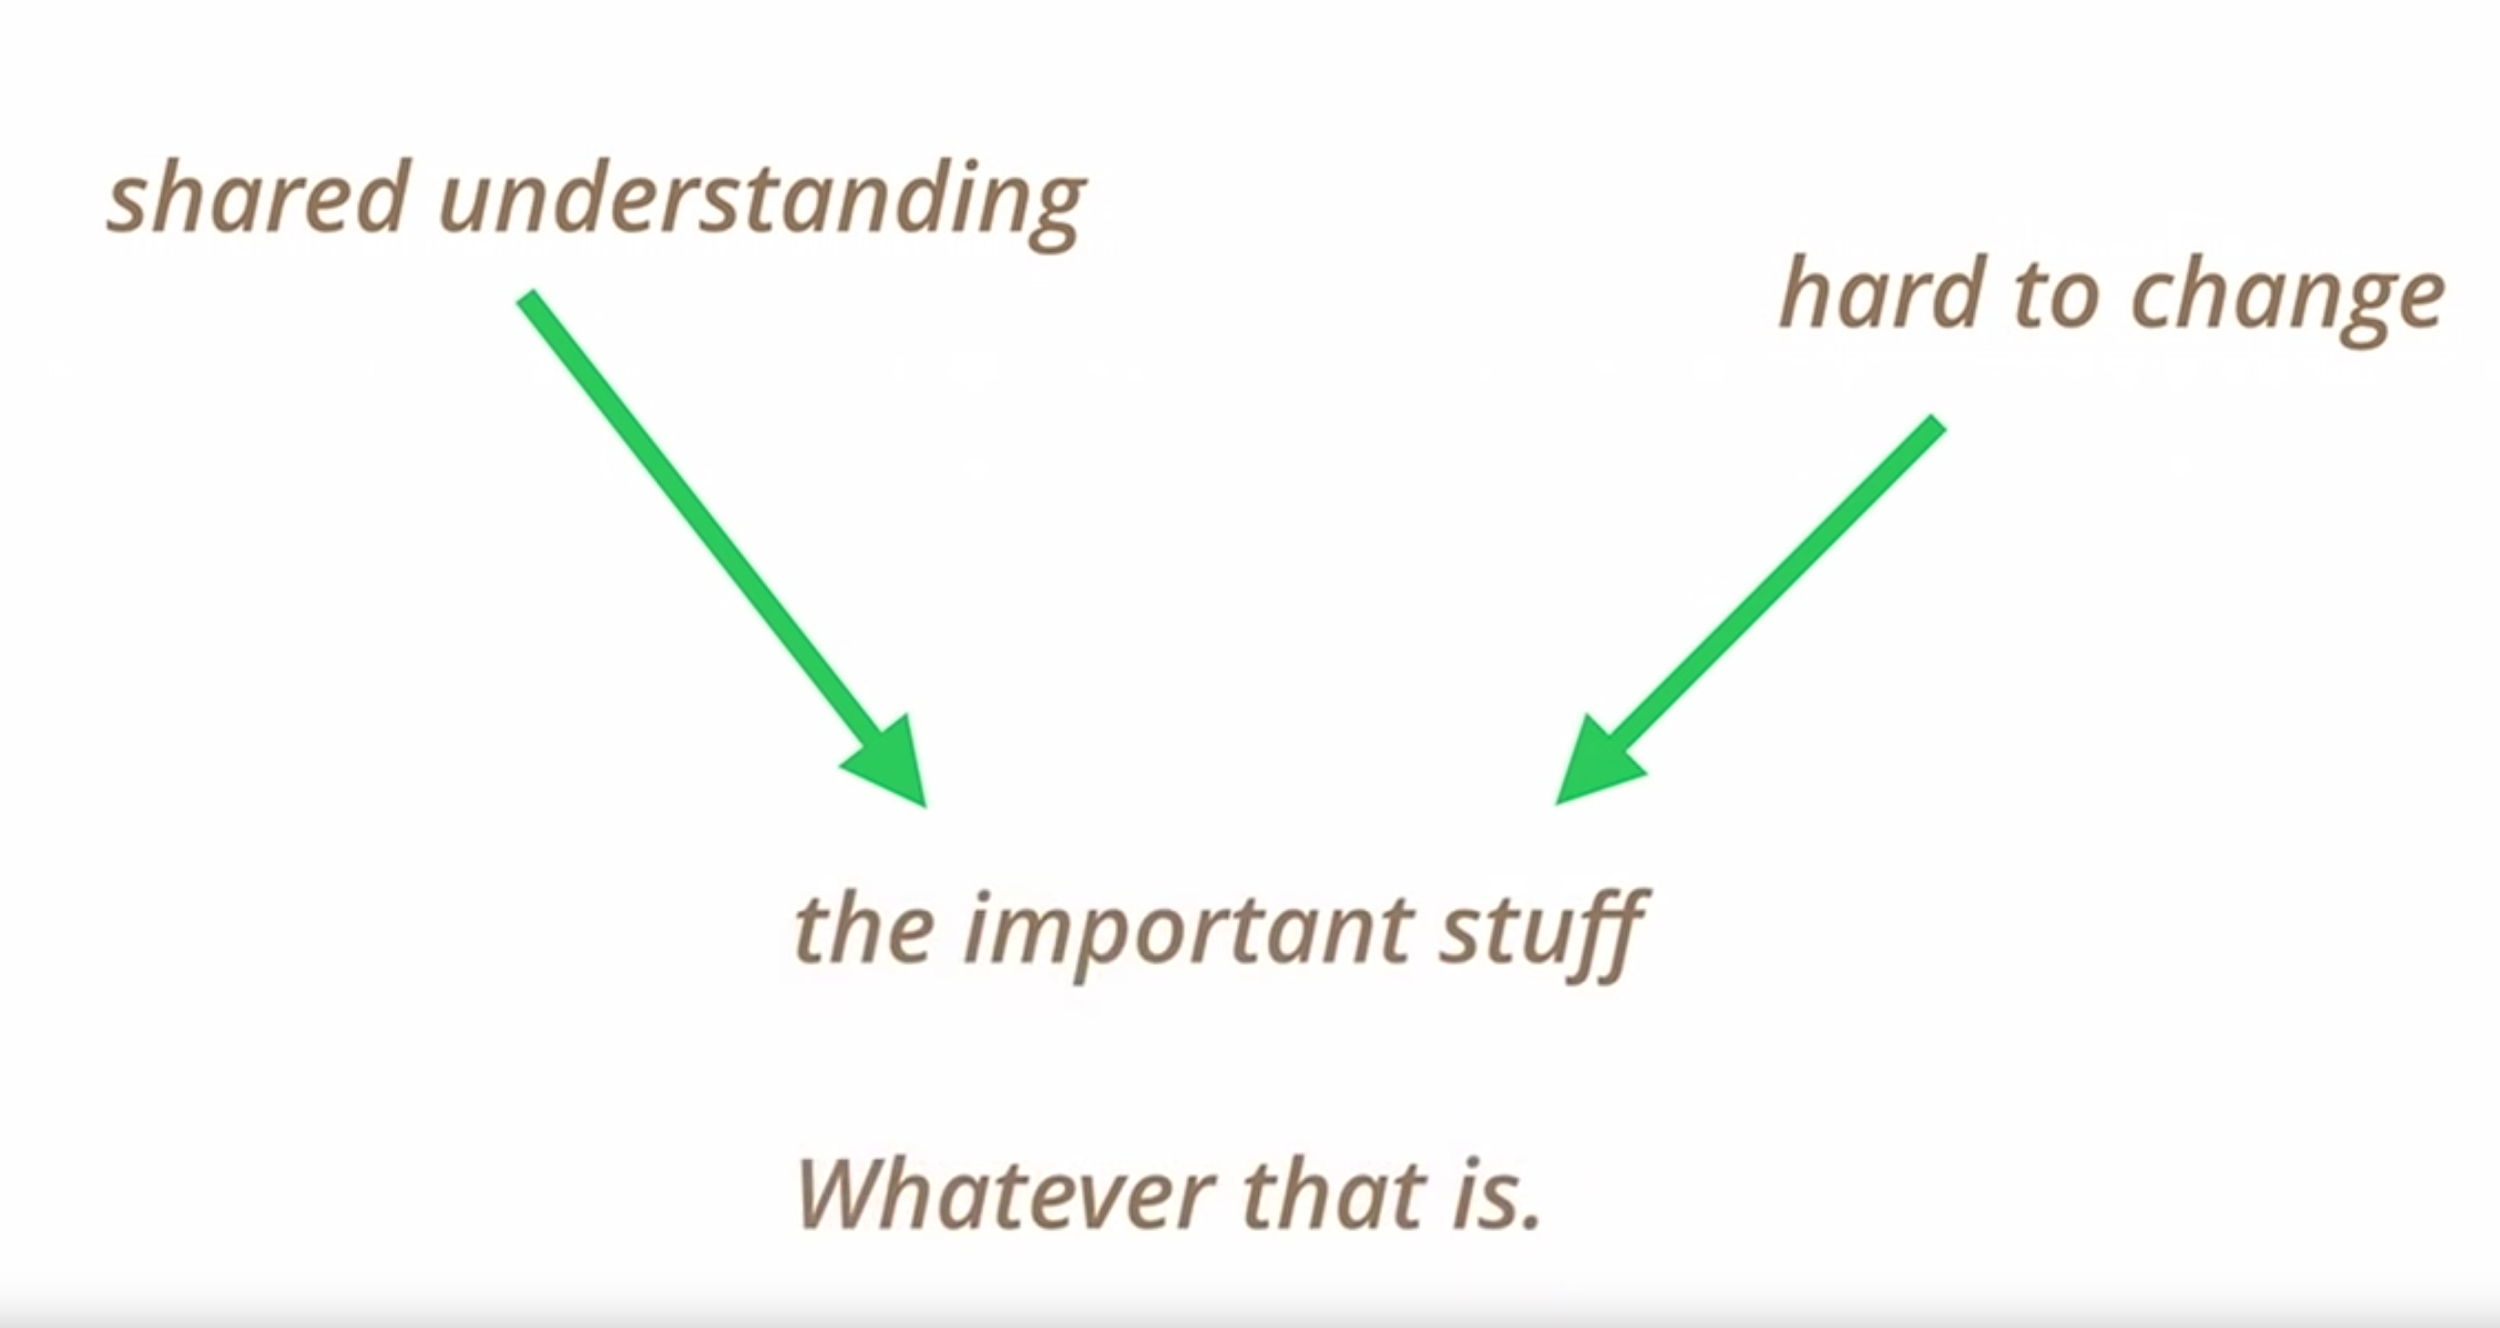 shared understanding
hard to change
the important stuff
Whatever that is.